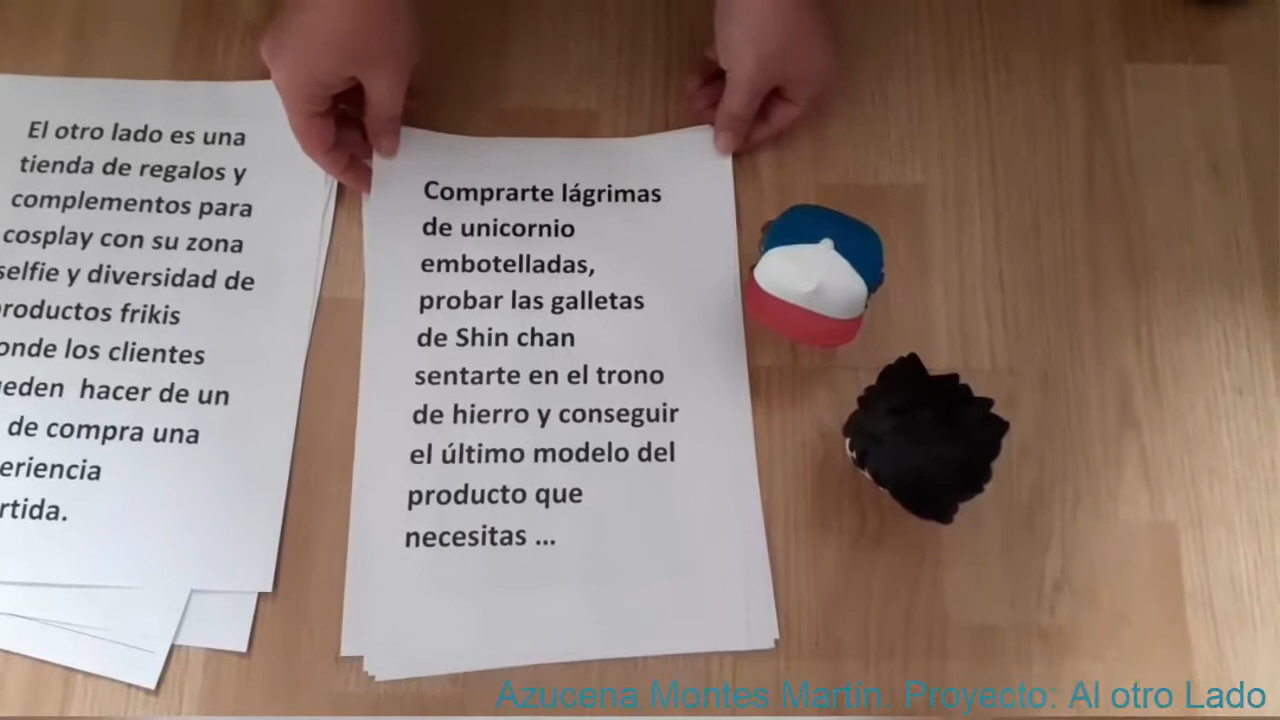 El otro lado es una
tienda de regalos y
complementos para
cosplay con su zona
selfie y diversidad de
productos frikis
onde los clientes
ueden hacer de un
de compra una
eriencia
rtida.
Comprarte lágrimas
de unicornio
embotelladas,
probar las galletas
de Shin chan
sentarte en el trono
de hierro y conseguir
el último modelo del
producto que
necesitas ...
Azucena Montes Martín. Proyecto: Al otro Lado